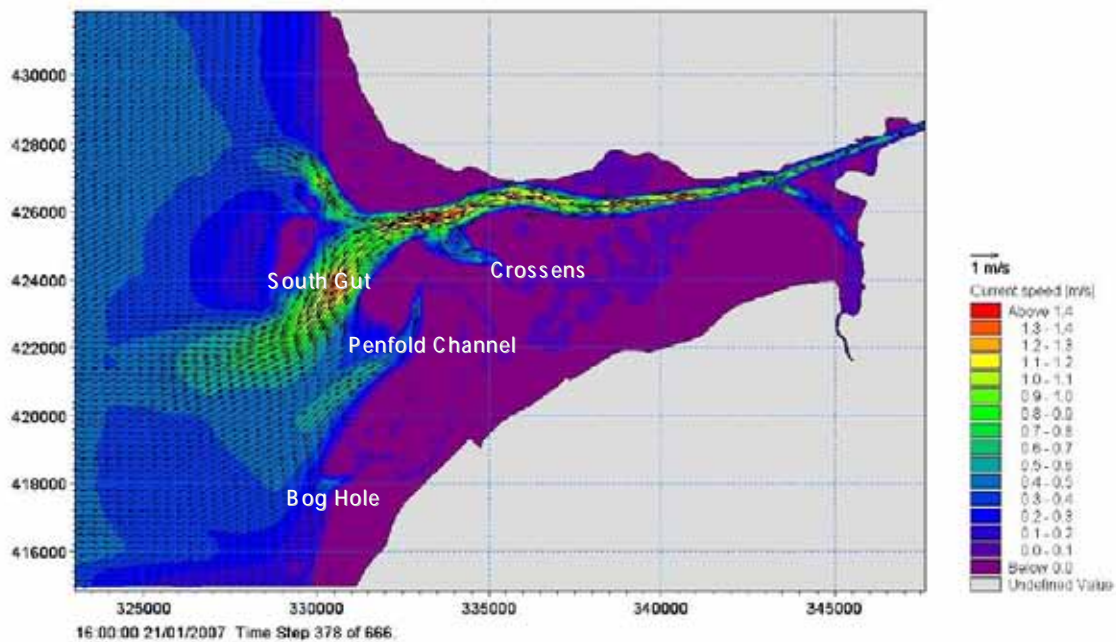 430000
428000
426000
424000
422000
420000
418000
416000
325000
330000
335000
340000
345000
South Gut
Crossens
Penfold Channel
Bog Hole
1 m/s
Current speed [m/s]
Above 1.4
1.3 - 1.4
1.2 - 1.3
1.1 - 1.2
1.0 - 1.1
0.9 - 1.0
0.8 - 0.9
0.7 - 0.8
0.6 - 0.7
0.5 - 0.6
0.4 - 0.5
0.3 - 0.4
0.2 - 0.3
0.1 - 0.2
0.0 - 0.1
Below 0.0
Undefined Value
16:00:00 21/01/2007 Time Step 378 of 666.